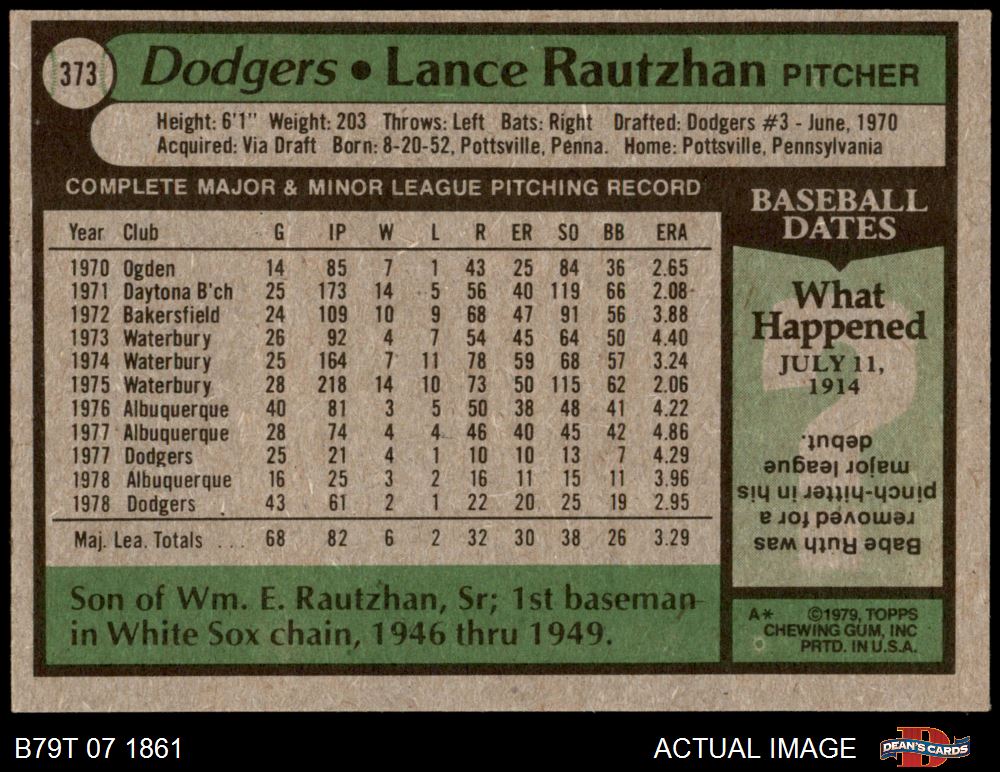 373
Dodgers • Lance Rautzhan PITCHER
Height: 6'1" Weight: 203 Throws: Left Bats: Right Drafted: Dodgers #3 - June, 1970
Acquired: Via Draft Born: 8-20-52, Pottsville, Penna. Home: Pottsville, Pennsylvania
COMPLETE MAJOR & MINOR LEAGUE PITCHING RECORD
Year Club G IP W L R ER SO BB ERA
1970 Ogden 14 85 7 1 43 25 84 36 2.65
1971 Daytona B'ch 25 173 14 5 56 40 119 66 2.08
1972 Bakersfield 24 109 10 9 68 47 91 56 3.88
1973 Waterbury 26 92 4 7 54 45 64 50 4.40
1974 Waterbury 25 164 7 11 78 59 68 57 3.24
1975 Waterbury 28 218 14 10 73 50 115 62 2.06
1976 Albuquerque 40 81 3 5 50 38 48 41 4.22
1977 Albuquerque 28 74 4 4 46 40 45 42 4.86
1977 Dodgers 25 21 4 1 10 10 13 7 4.29
1978 Albuquerque 16 25 3 2 16 11 15 11 3.96
1978 Dodgers 43 61 2 1 22 20 25 19 2.95
Maj. Lea. Totals ... 68 82 6 2 32 30 38 26 3.29
Son of Wm. E. Rautzhan, Sr; 1st baseman
in White Sox chain, 1946 thru 1949.
BASEBALL
DATES
What
Happened
JULY 11,
1914
?
Babe Ruth was
removed for a
pinch-hitter in his
major league
debut.
A* ©1979, TOPPS
CHEWING GUM, INC
PRTD. IN U.S.A.
B79T 07 1861
ACTUAL IMAGE
D
DEAN'S CARDS